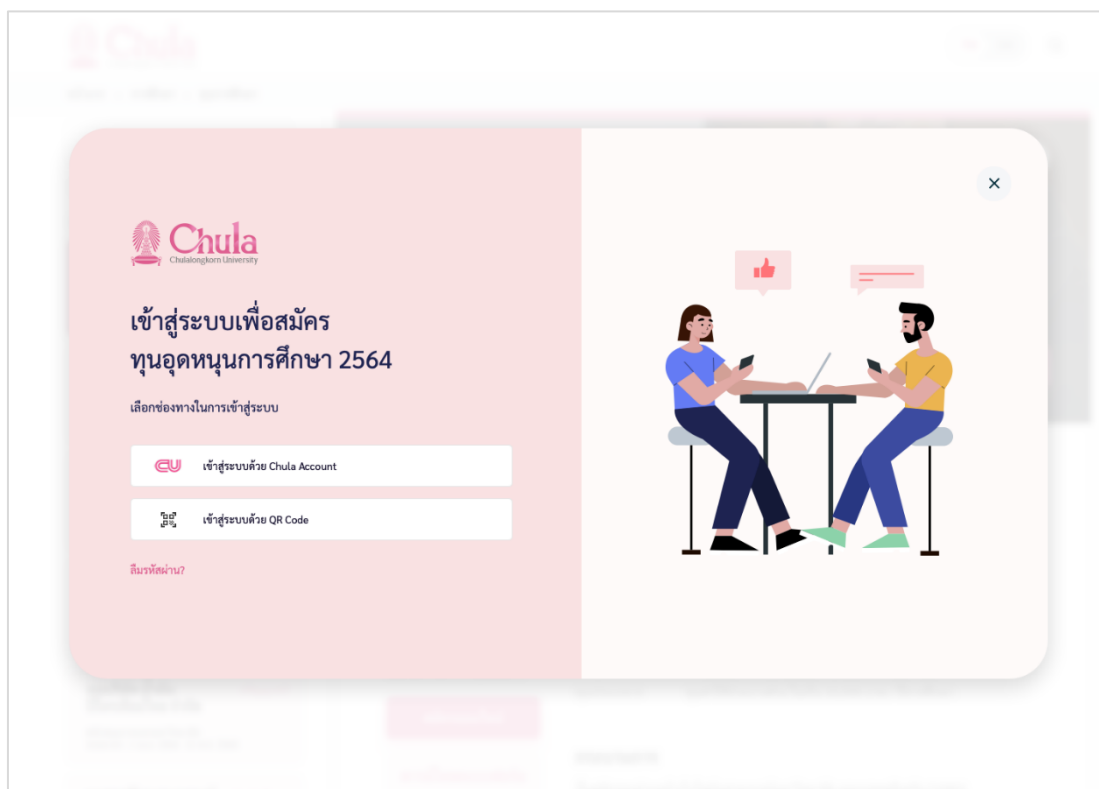 Chula
Chulalongkorn University
เข้าสู่ระบบเพื่อสมัคร
ทุนอุดหนุนการศึกษา 2564
เลือกช่องทางในการเข้าสู่ระบบ
CU เข้าสู่ระบบด้วย Chula Account
เข้าสู่ระบบด้วย QR Code
ลืมรหัสผ่าน?